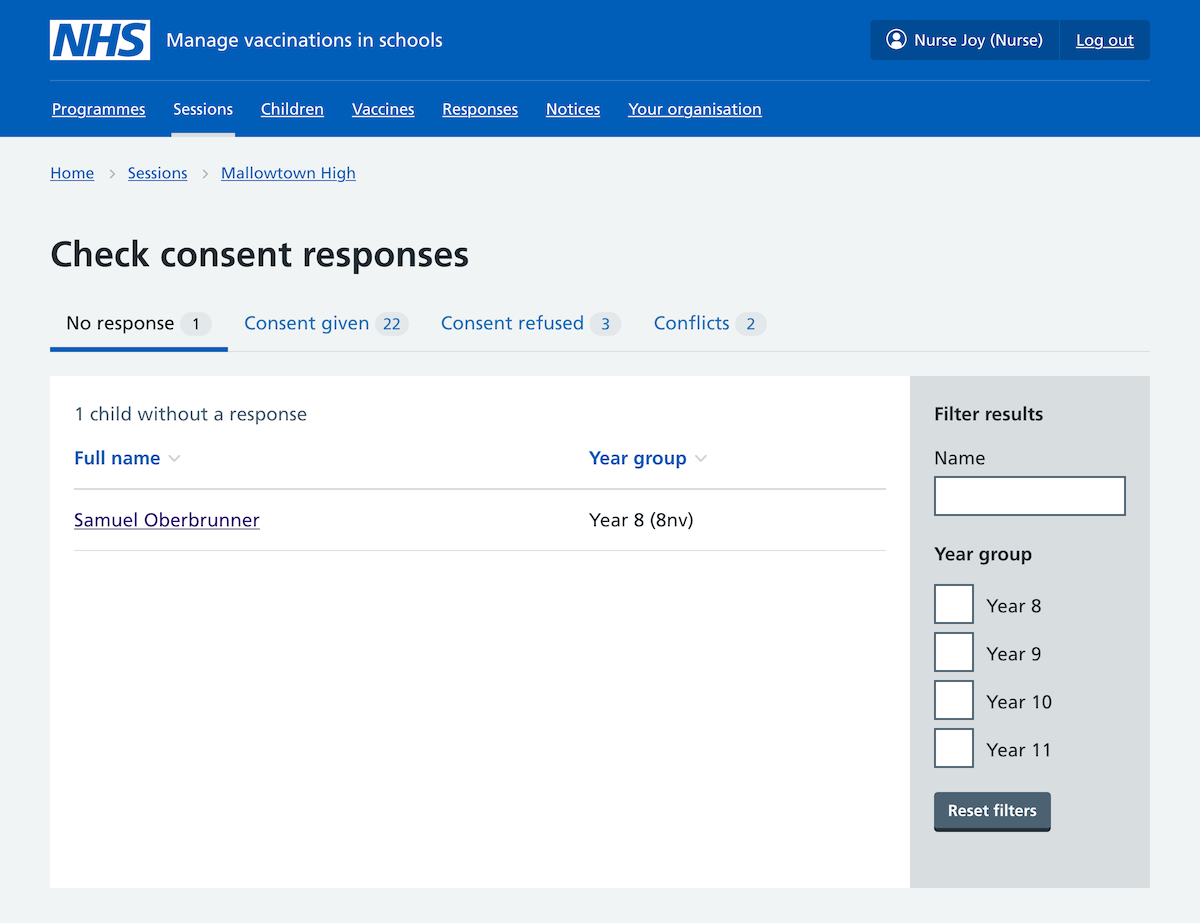 NHS Manage vaccinations in schools
Nurse Joy (Nurse) Log out
Programmes Sessions Children Vaccines Responses Notices Your organisation
Home Sessions Mallowtown High
Check consent responses
No response 1 Consent given 22 Consent refused 3 Conflicts 2
1 child without a response
Full name Year group
Samuel Oberbrunner Year 8 (8nv)
Filter results
Name
Year group
Year 8
Year 9
Year 10
Year 11
Reset filters